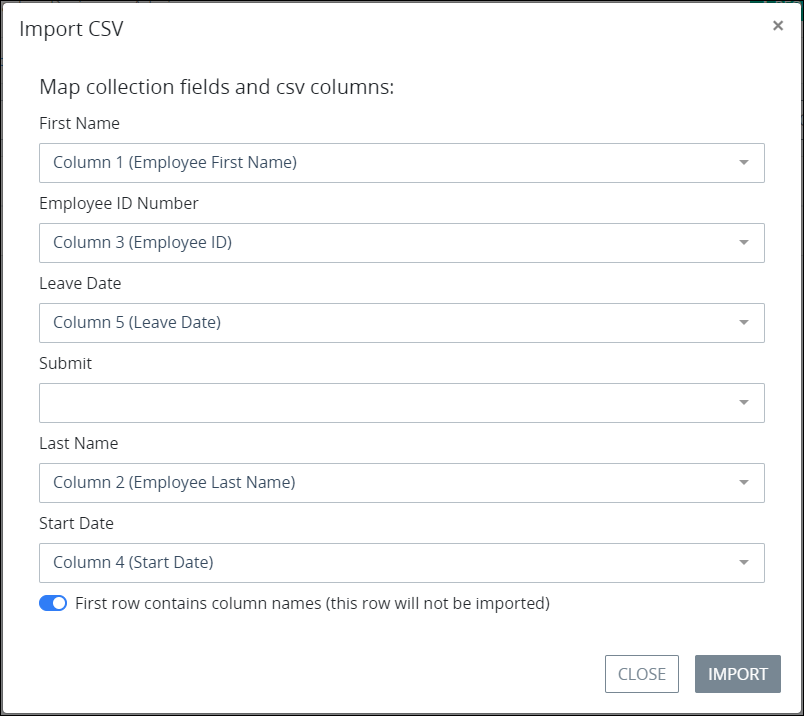 Import CSV
×
Map collection fields and csv columns:
First Name
Column 1 (Employee First Name)
Employee ID Number
Column 3 (Employee ID)
Leave Date
Column 5 (Leave Date)
Submit
Last Name
Column 2 (Employee Last Name)
Start Date
Column 4 (Start Date)
First row contains column names (this row will not be imported)
CLOSE IMPORT